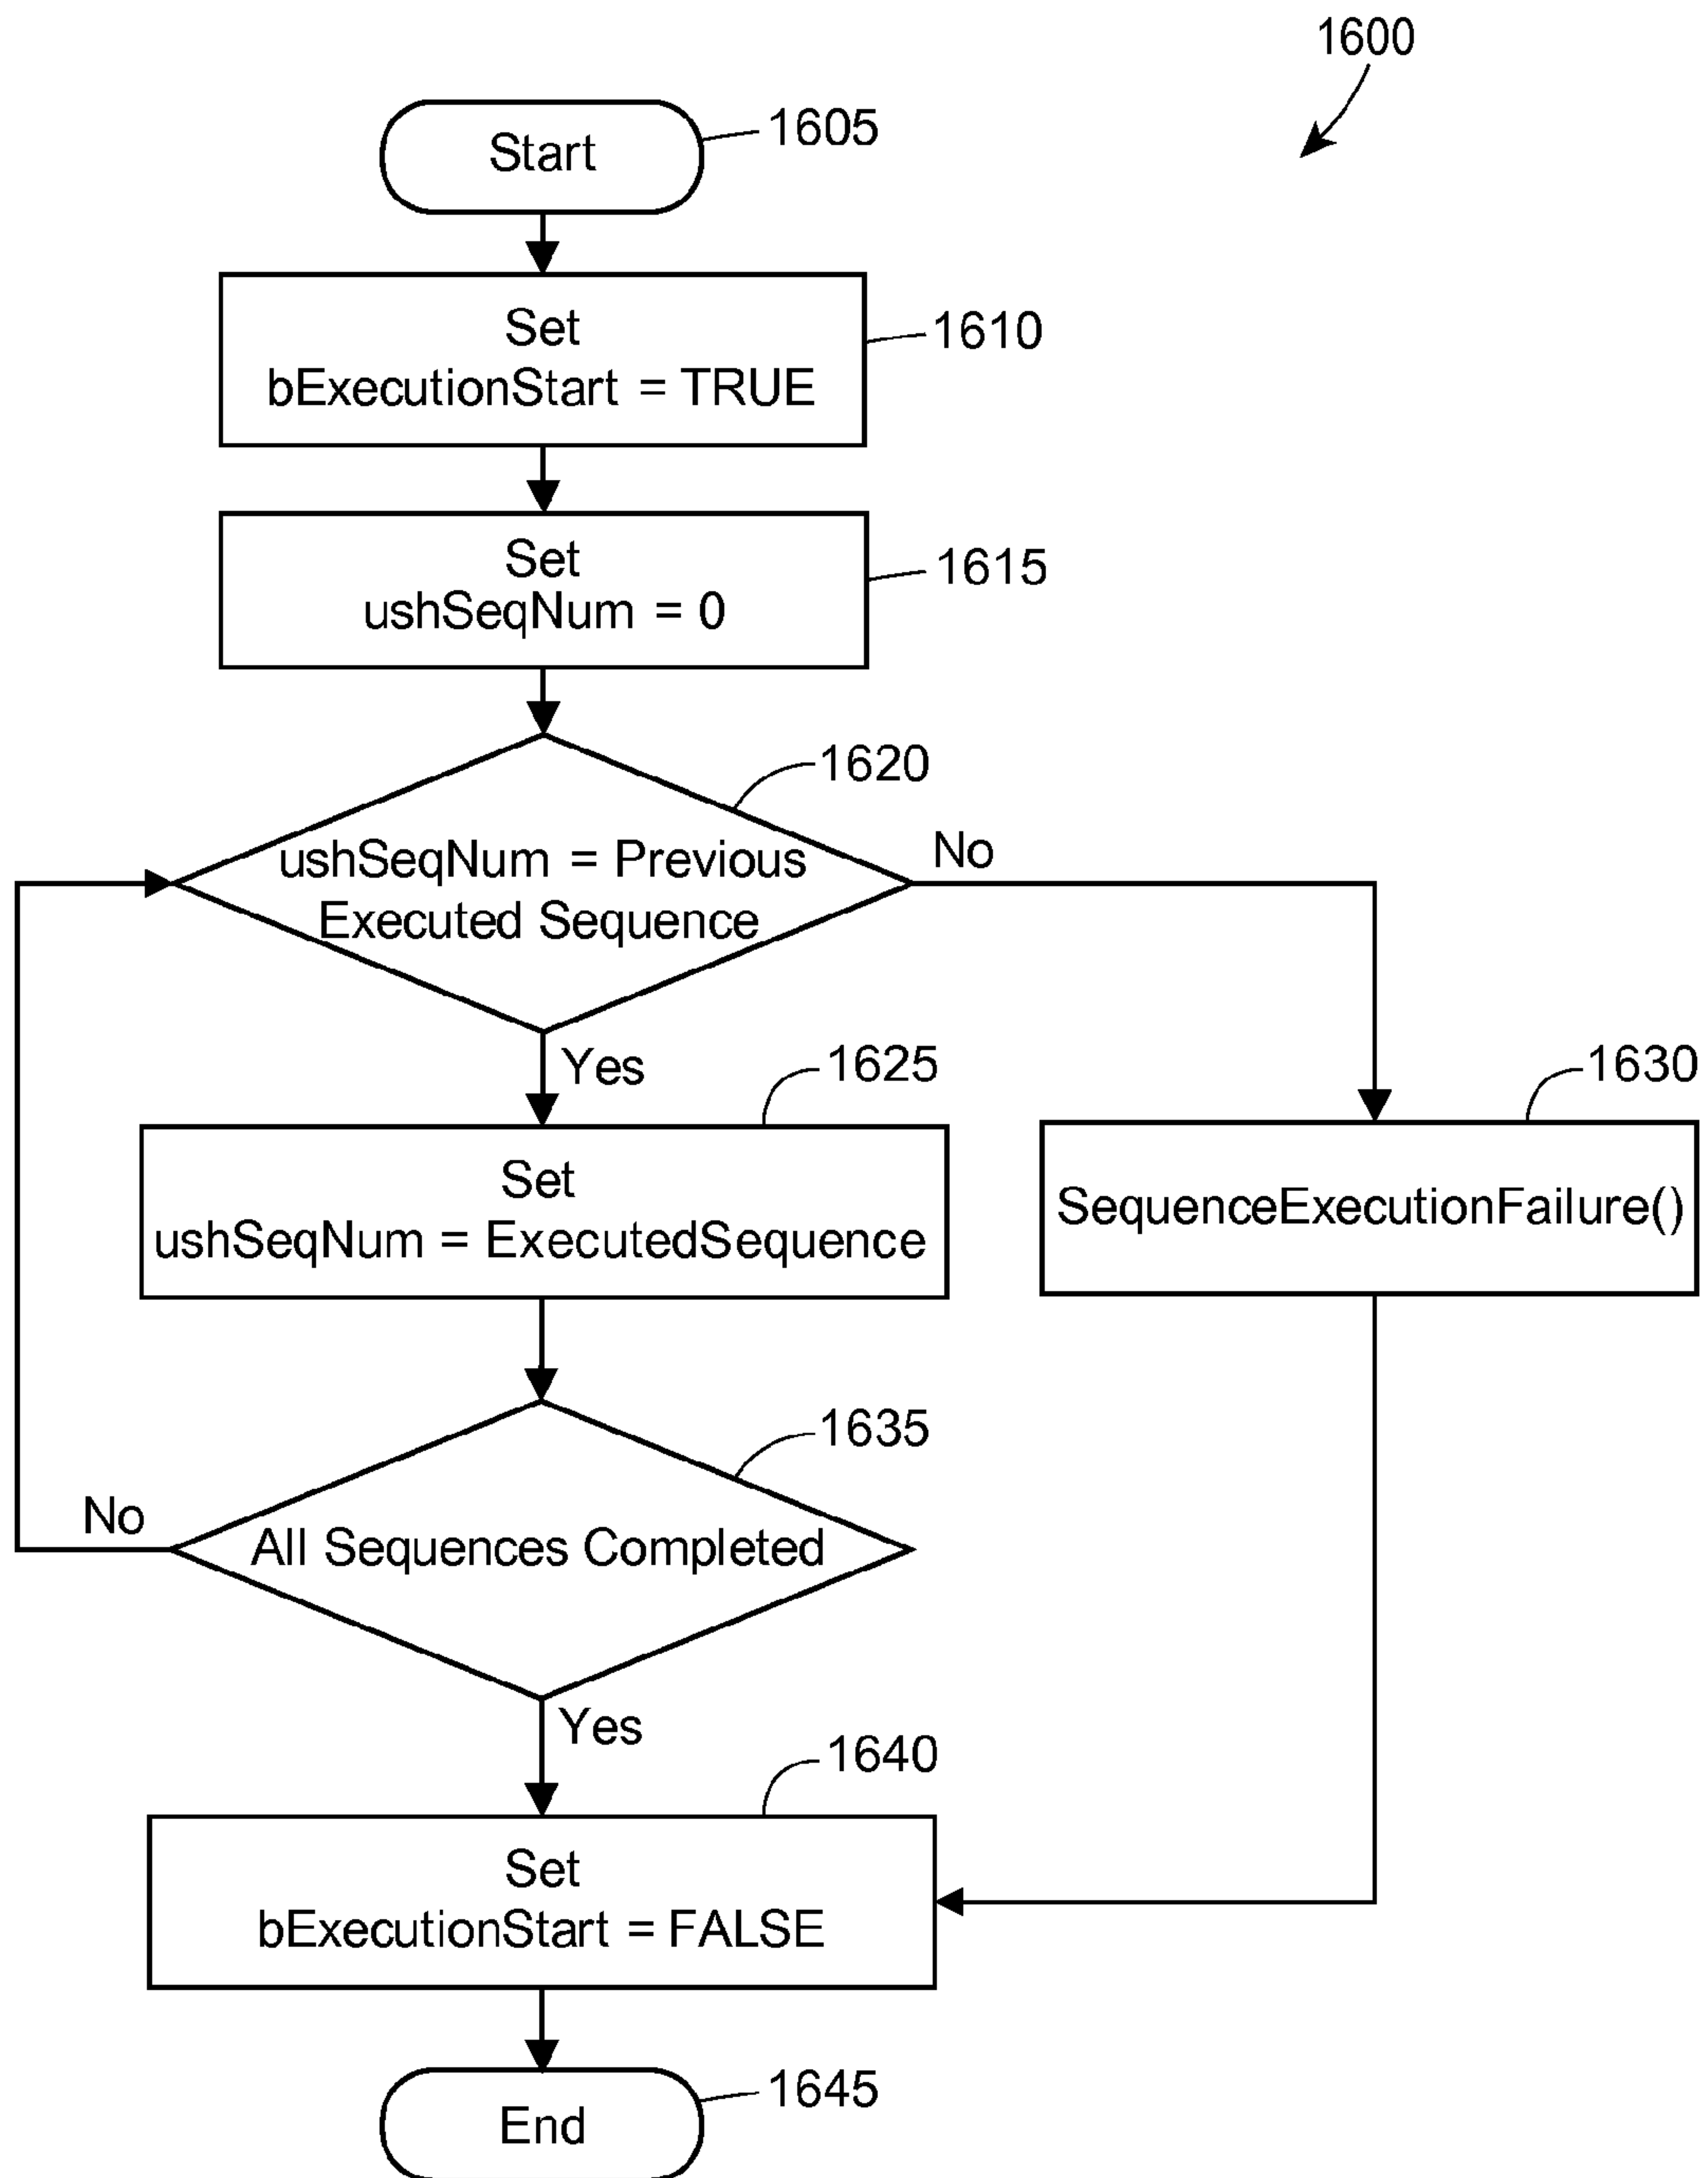 1600
Start
1605
Set
bExecutionStart = TRUE
1610
Set
ushSeqNum = 0
1615
1620
ushSeqNum = Previous
Executed Sequence
No
Yes
1625
1630
Set
ushSeqNum = ExecutedSequence
SequenceExecutionFailure()
1635
No
All Sequences Completed
Yes
1640
Set
bExecutionStart = FALSE
1645
End